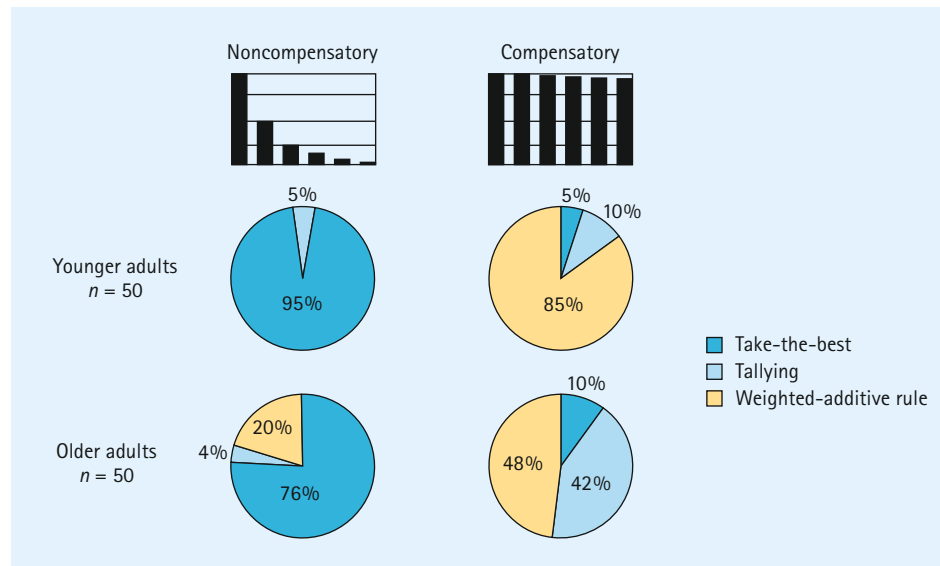 Noncompensatory
Compensatory
5%
5%
10%
Younger adults
n = 50
95%
85%
Take-the-best
Tallying
Weighted-additive rule
10%
20%
4%
Older adults
n = 50
48%
42%
76%